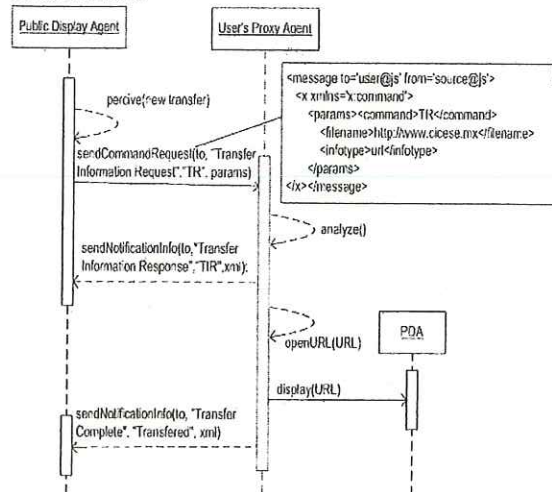 Public Display Agent
User's Proxy Agent
percive(new transfer)
<message to='user@js' from='source@js'>
<x xmlns='x:command'>
<params><command>TR</command>
<filename>http://www.cicese.mx</filename>
<infotype>url</infotype>
</params>
</x></message>
sendCommandRequest(to, "Transfer
Information Request","TR", params)
analyze()
sendNotificationInfo(to,"Transfer
Information Response","TIR",xml);
openURL(URL)
PDA
display(URL)
sendNotificationInfo(to, "Transfer
Complete", "Transfered", xml)